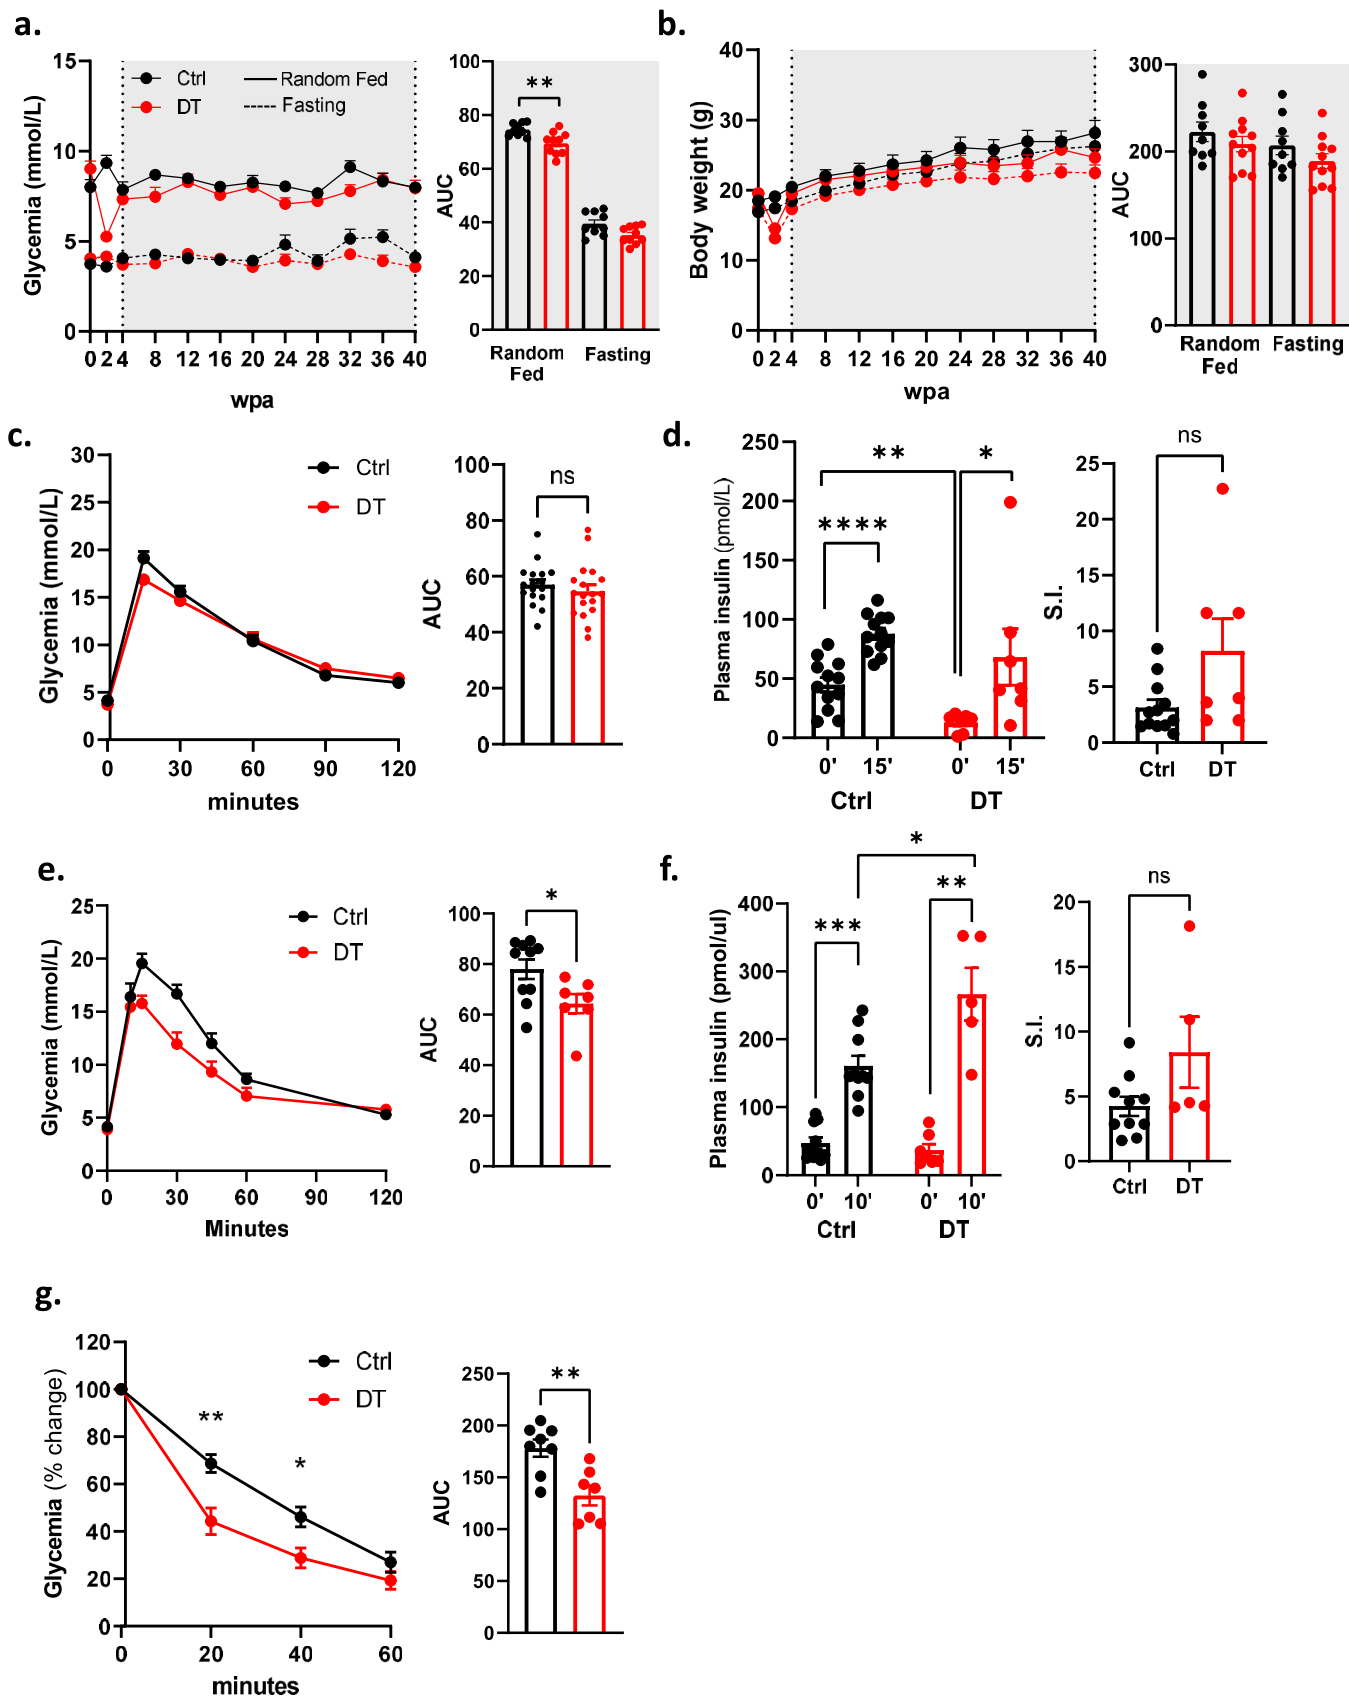 a.
Glycemia (mmol/L)
15
10
5
0
Ctrl
DT
Random Fed
Fasting
0 2 4 8 12 16 20 24 28 32 36 40
wpa
AUC
100
80
60
40
20
0
**
Random Fed
Fasting
b.
Body weight (g)
40
30
20
10
0
0 2 4 8 12 16 20 24 28 32 36 40
wpa
AUC
300
200
100
0
Random Fed
Fasting
c.
Glycemia (mmol/L)
30
25
20
15
10
5
0
Ctrl
DT
0 30 60 90 120
minutes
AUC
100
80
60
40
20
0
ns
d.
Plasma insulin (pmol/L)
250
200
150
100
50
0
**
*
****
0' 15' 0' 15'
Ctrl DT
S.I.
25
20
15
10
5
0
ns
Ctrl DT
e.
Glycemia (mmol/L)
25
20
15
10
5
0
Ctrl
DT
0 30 60 90 120
Minutes
AUC
100
80
60
40
20
0
*
f.
Plasma insulin (pmol/ul)
400
300
200
100
0
*
**
***
0' 10' 0' 10'
Ctrl DT
S.I.
20
15
10
5
0
ns
Ctrl DT
g.
Glycemia (% change)
120
100
80
60
40
20
0
Ctrl
DT
**
*
0 20 40 60
minutes
AUC
250
200
150
100
50
0
**